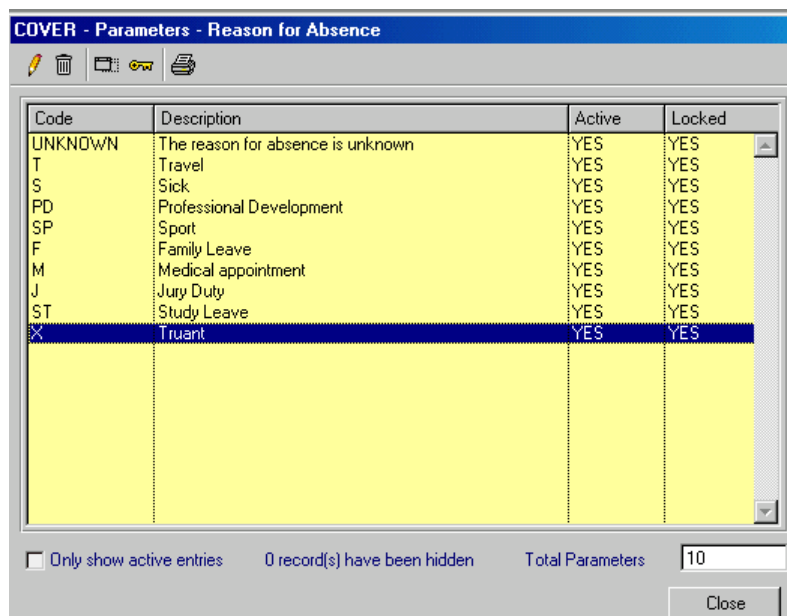 COVER - Parameters - Reason for Absence
Code Description Active Locked
UNKNOWN The reason for absence is unknown YES YES
T Travel YES YES
S Sick YES YES
PD Professional Development YES YES
SP Sport YES YES
F Family Leave YES YES
M Medical appointment YES YES
J Jury Duty YES YES
ST Study Leave YES YES
X Truant YES YES
Only show active entries 0 record(s) have been hidden Total Parameters 10
Close